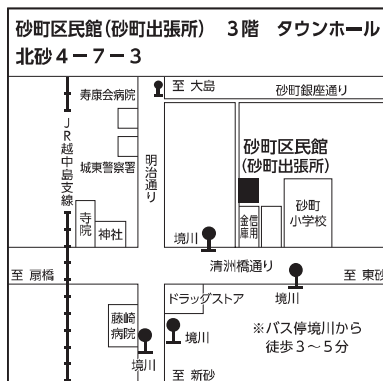 砂町区民館(砂町出張所)　3階　タウンホール
北砂4－7－3
至 大島
砂町銀座通り
寿康会病院
JR越中島支線
明治通り
城東警察署
砂町区民館
(砂町出張所)
寺院
神社
信用金庫
砂町
小学校
境川
清洲橋通り
至 扇橋
至 東砂
境川
ドラッグストア
藤崎
病院
境川
境川
※バス停境川から
徒歩3～5分
至 新砂